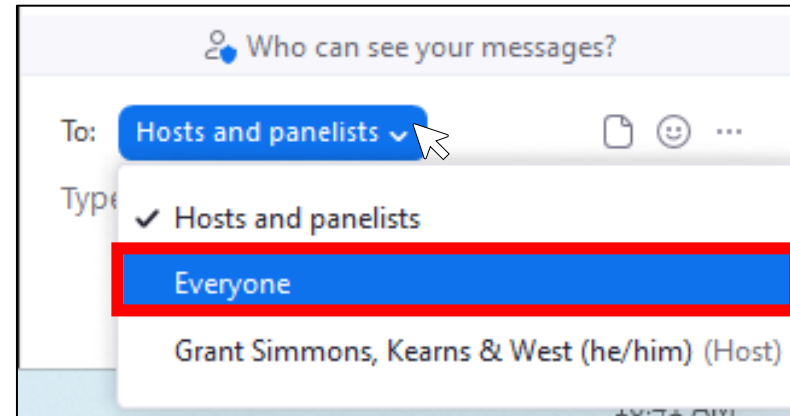 Who can see your messages?
To: Hosts and panelists
Type
Hosts and panelists
Everyone
Grant Simmons, Kearns & West (he/him) (Host)